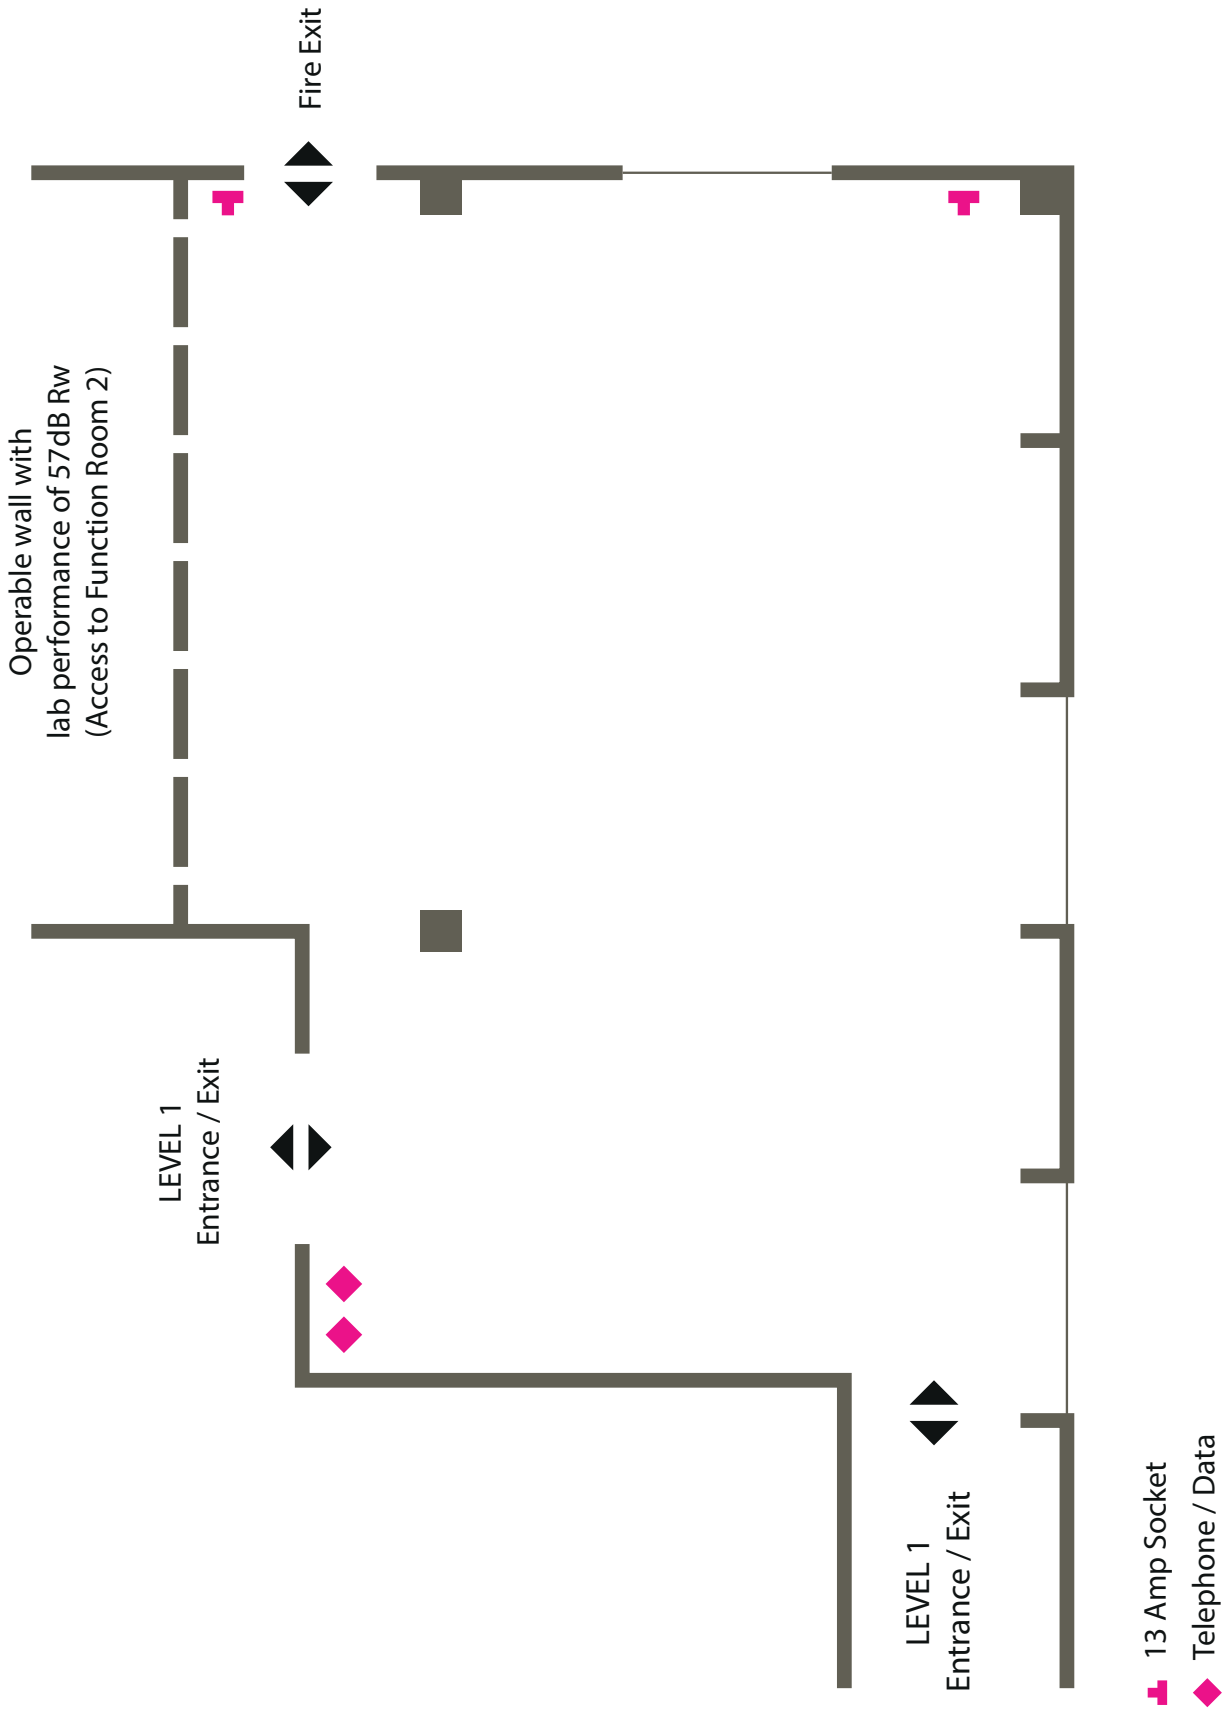 Operable wall with
lab performance of 57dB Rw
(Access to Function Room 2)
Fire Exit
LEVEL 1
Entrance / Exit
LEVEL 1
Entrance / Exit
13 Amp Socket
Telephone / Data